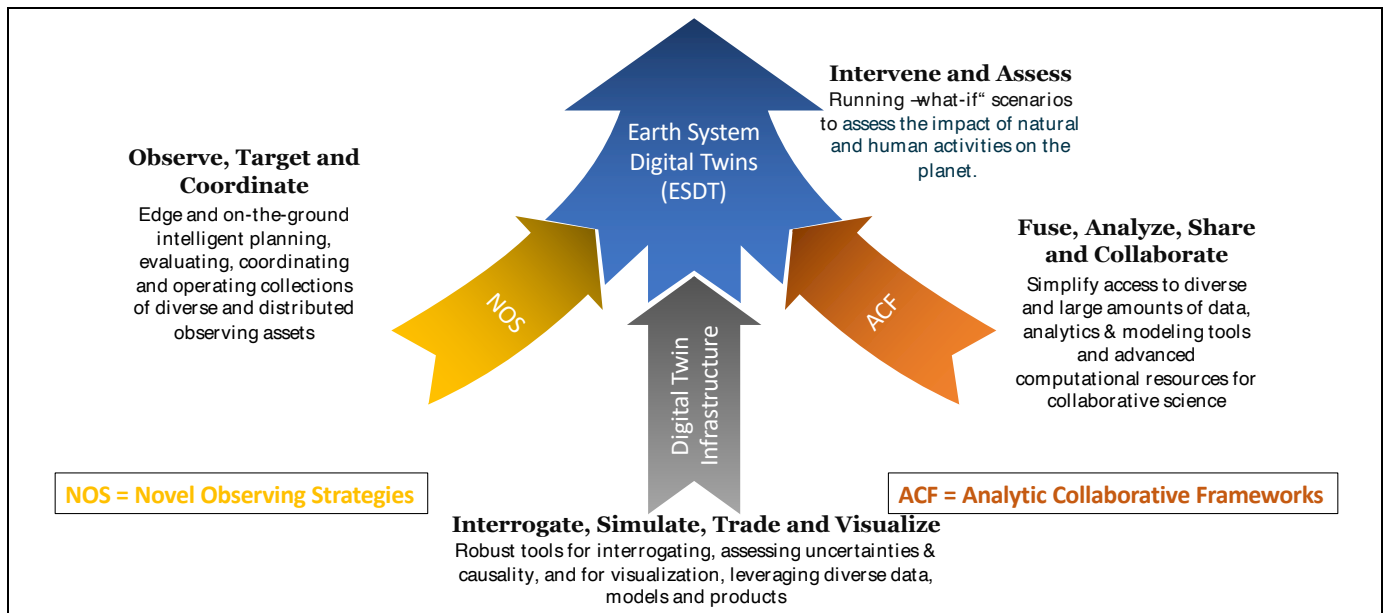 Earth System
Digital Twins
(ESDT)
Intervene and Assess
Running –what-if“ scenarios
to assess the impact of natural
and human activities on the
planet.
Observe, Target and
Coordinate
Edge and on-the-ground
intelligent planning,
evaluating, coordinating
and operating collections
of diverse and distributed
observing assets
NOS
Digital Twin
Infrastructure
ACF
Fuse, Analyze, Share
and Collaborate
Simplify access to diverse
and large amounts of data,
analytics & modeling tools
and advanced
computational resources for
collaborative science
NOS = Novel Observing Strategies
ACF = Analytic Collaborative Frameworks
Interrogate, Simulate, Trade and Visualize
Robust tools for interrogating, assessing uncertainties &
causality, and for visualization, leveraging diverse data,
models and products